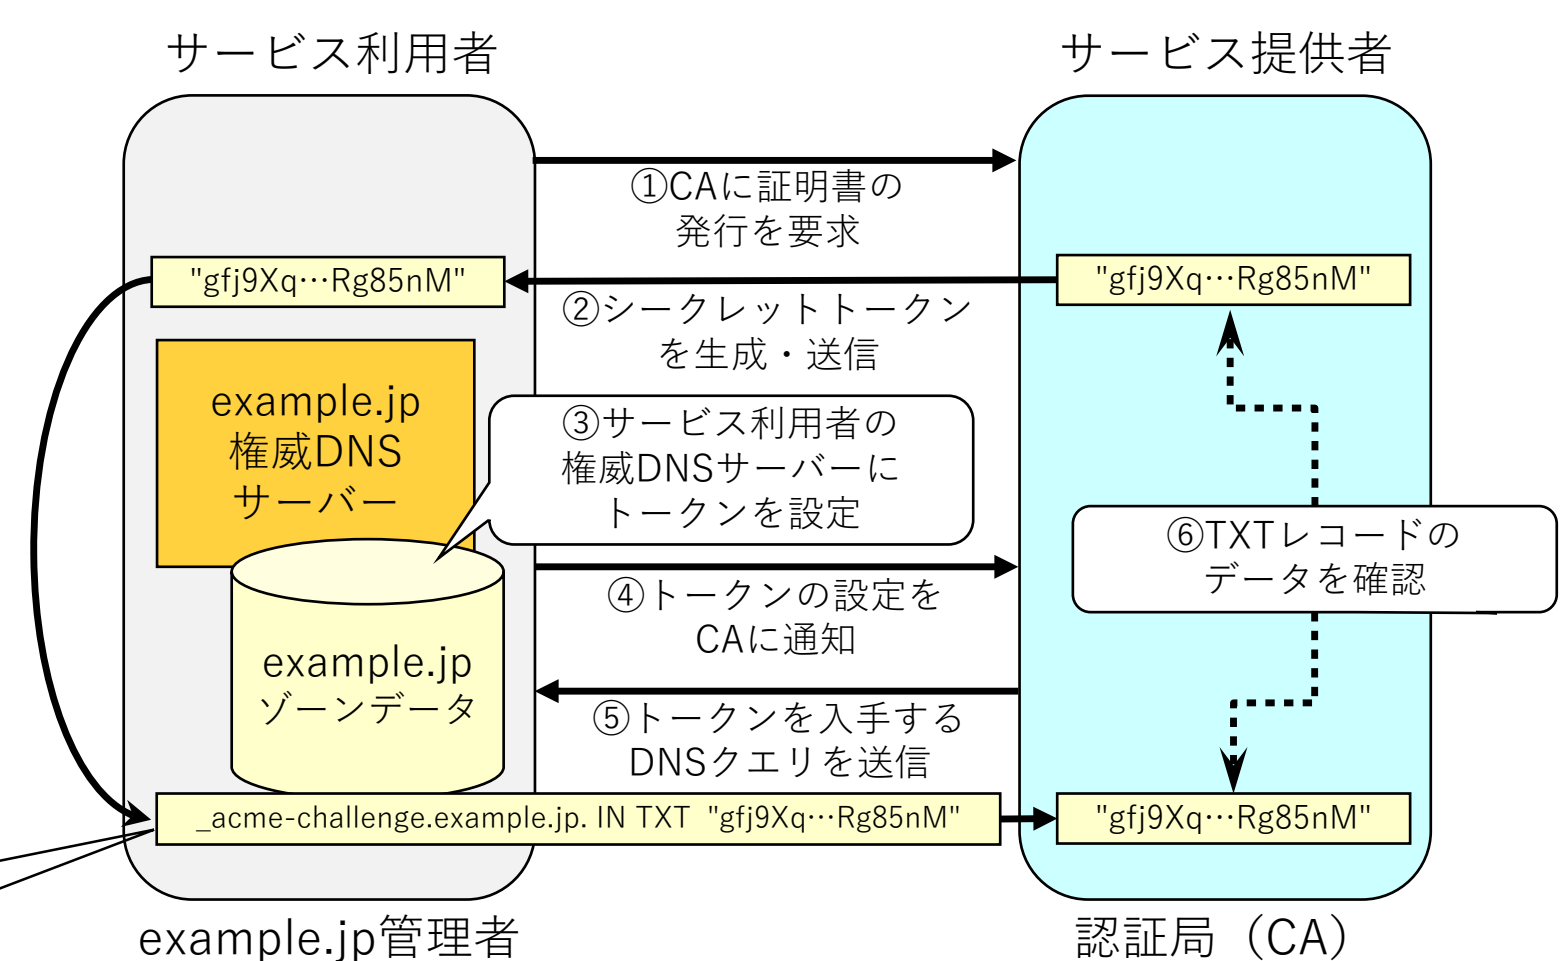 サービス利用者
サービス提供者
①CAに証明書の
発行を要求
"gfj9Xq…Rg85nM"
"gfj9Xq…Rg85nM"
②シークレットトークン
を生成・送信
example.jp
権威DNS
サーバー
③サービス利用者の
権威DNSサーバーに
トークンを設定
⑥TXTレコードの
データを確認
④トークンの設定を
CAに通知
example.jp
ゾーンデータ
⑤トークンを入手する
DNSクエリを送信
_acme-challenge.example.jp. IN TXT "gfj9Xq…Rg85nM"
"gfj9Xq…Rg85nM"
example.jp管理者
認証局（CA）